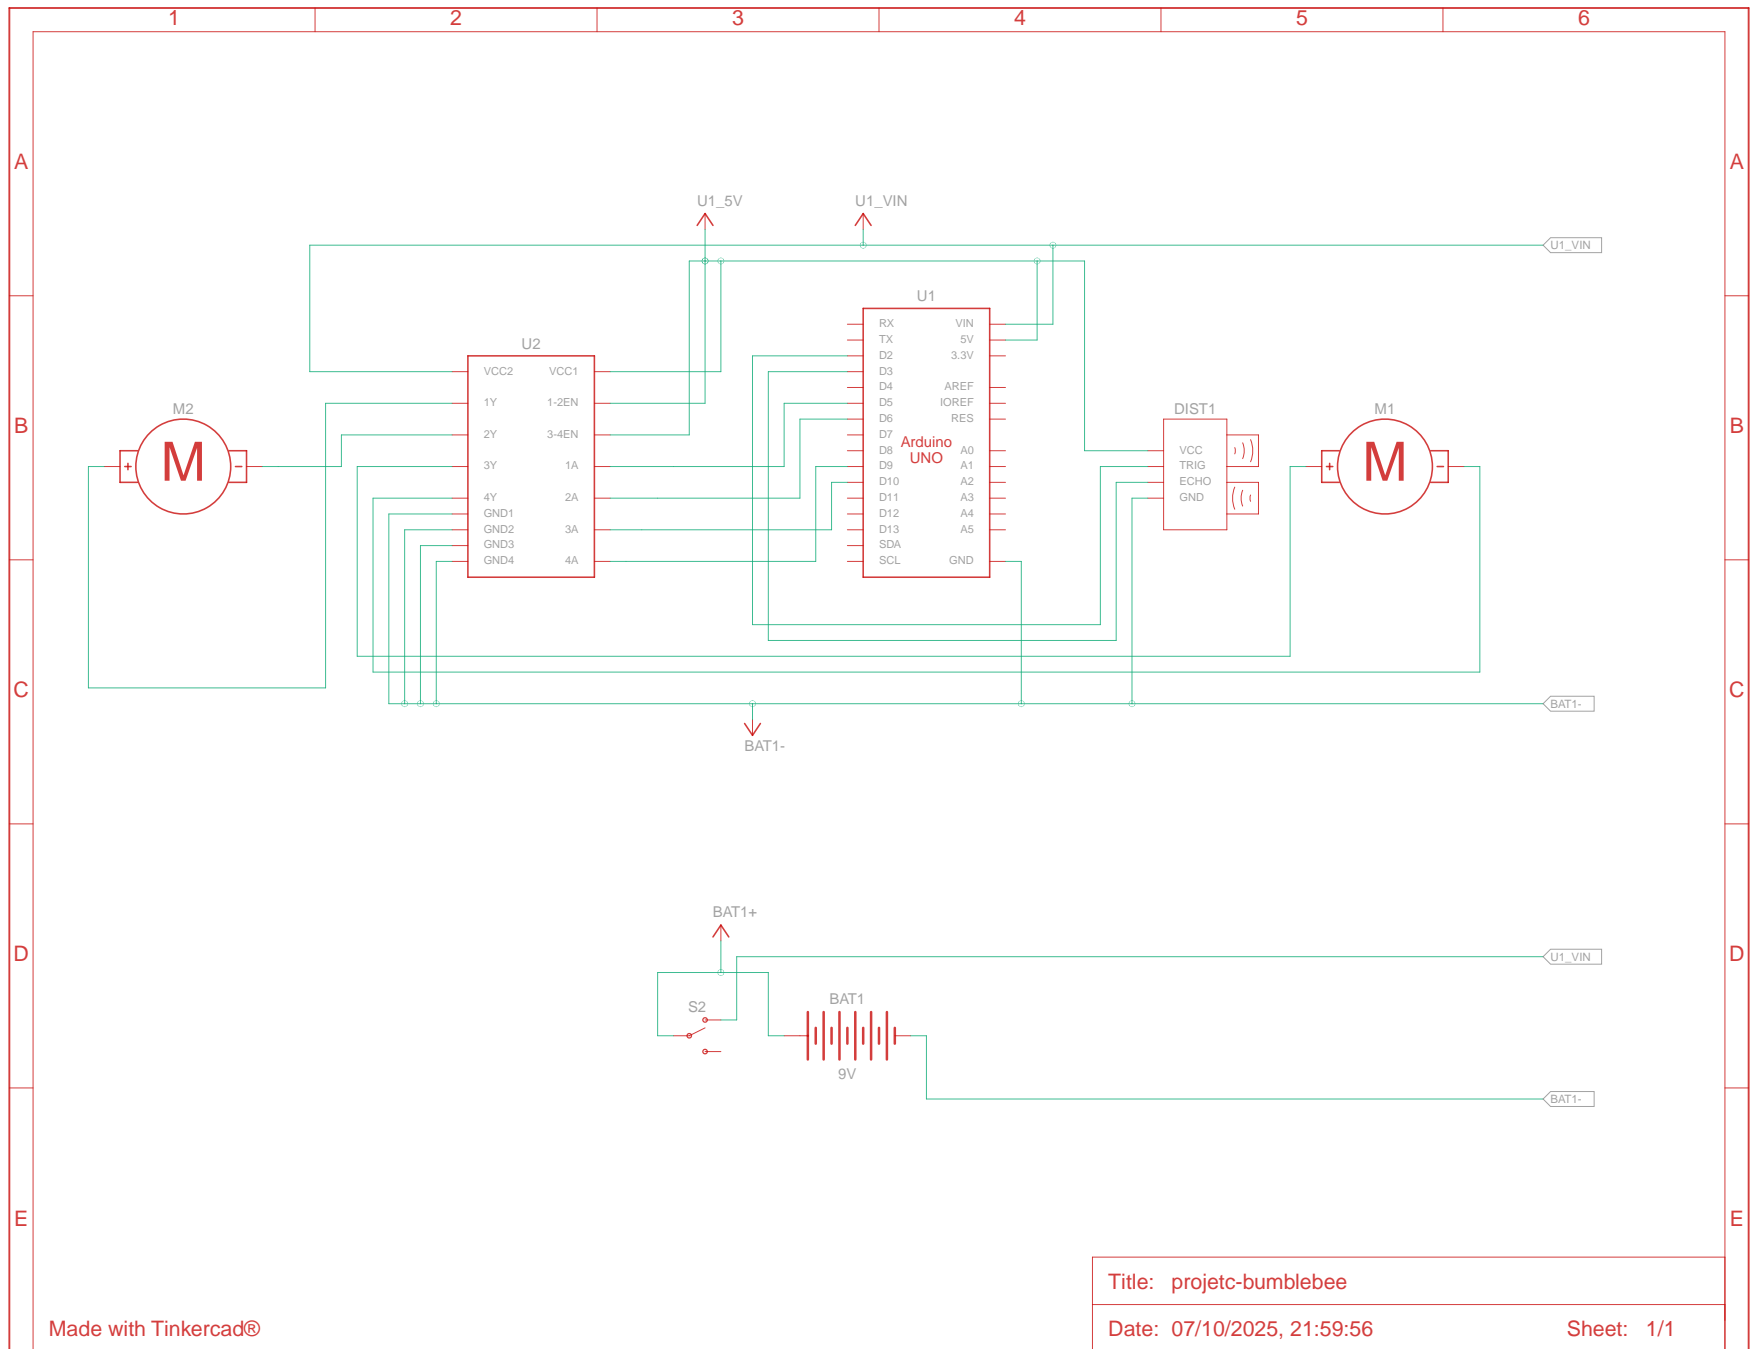 1 2 3 4 5 6
A A
U1_5V U1_VIN
U1_VIN
U1
RX VIN
TX 5V
D2 3.3V
D3
D4 AREF
D5 IOREF
D6 RES
D7
D8 A0
D9 A1
D10 A2
D11 A3
D12 A4
D13 A5
SDA
SCL GND
Arduino
UNO
U2
VCC2 VCC1
1Y 1-2EN
2Y 3-4EN
3Y 1A
4Y 2A
GND1
GND2 3A
GND3
GND4 4A
B B
M2
+ M -
DIST1
VCC
TRIG
ECHO
GND
M1
+ M -
C C
BAT1-
BAT1-
D D
BAT1+
U1_VIN
S2
BAT1
9V
BAT1-
E E
Title: projetc-bumblebee
Made with Tinkercad®
Date: 07/10/2025, 21:59:56 Sheet: 1/1